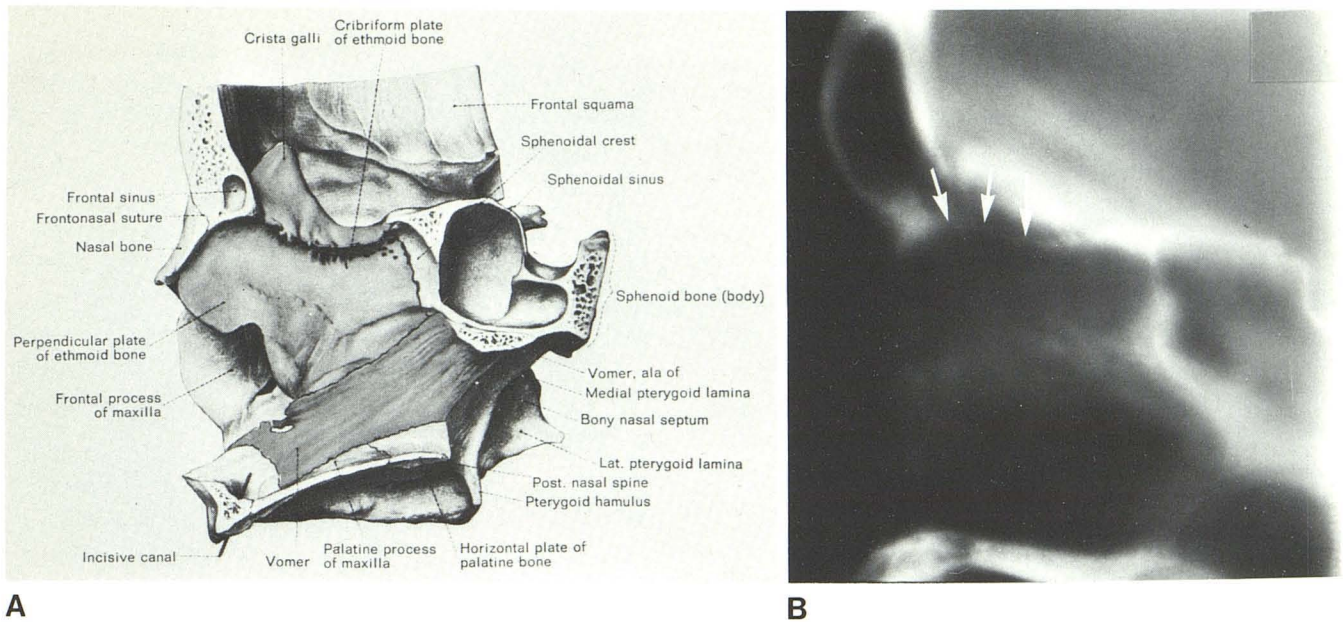 Cribriform plate
Crista galli of ethmoid bone
Frontal squama
Sphenoidal crest
Sphenoidal sinus
Frontal sinus
Frontonasal suture
Nasal bone
Sphenoid bone (body)
Perpendicular plate
of ethmoid bone
Frontal process
of maxilla
Vomer, ala of
Medial pterygoid lamina
Bony nasal septum
Lat. pterygoid lamina
Post. nasal spine
Pterygoid hamulus
Incisive canal
Vomer
Palatine process
of maxilla
Horizontal plate of
palatine bone
A
B